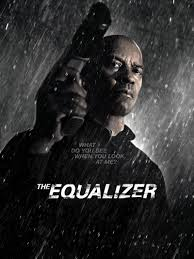 WHAT
DO YOU SEE
WHEN YOU LOOK
AT ME?
THE EQUALIZER